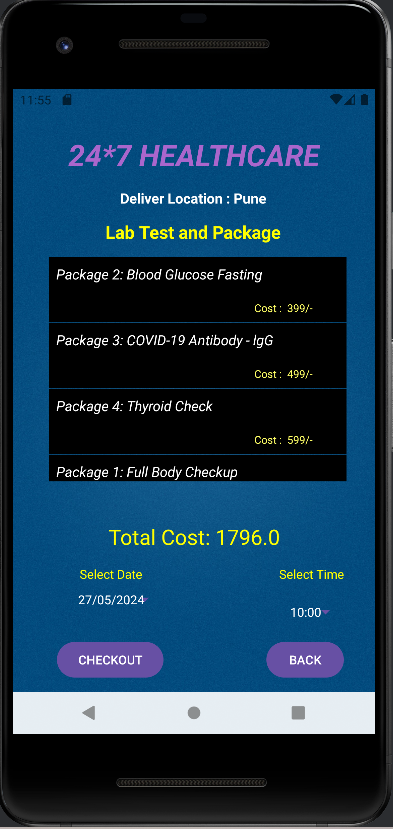 11:55
24*7 HEALTHCARE
Deliver Location : Pune
Lab Test and Package
Package 2: Blood Glucose Fasting
Cost : 399/-
Package 3: COVID-19 Antibody - IgG
Cost : 499/-
Package 4: Thyroid Check
Cost : 599/-
Package 1: Full Body Checkup
Total Cost: 1796.0
Select Date Select Time
27/05/2024
10:00
CHECKOUT BACK